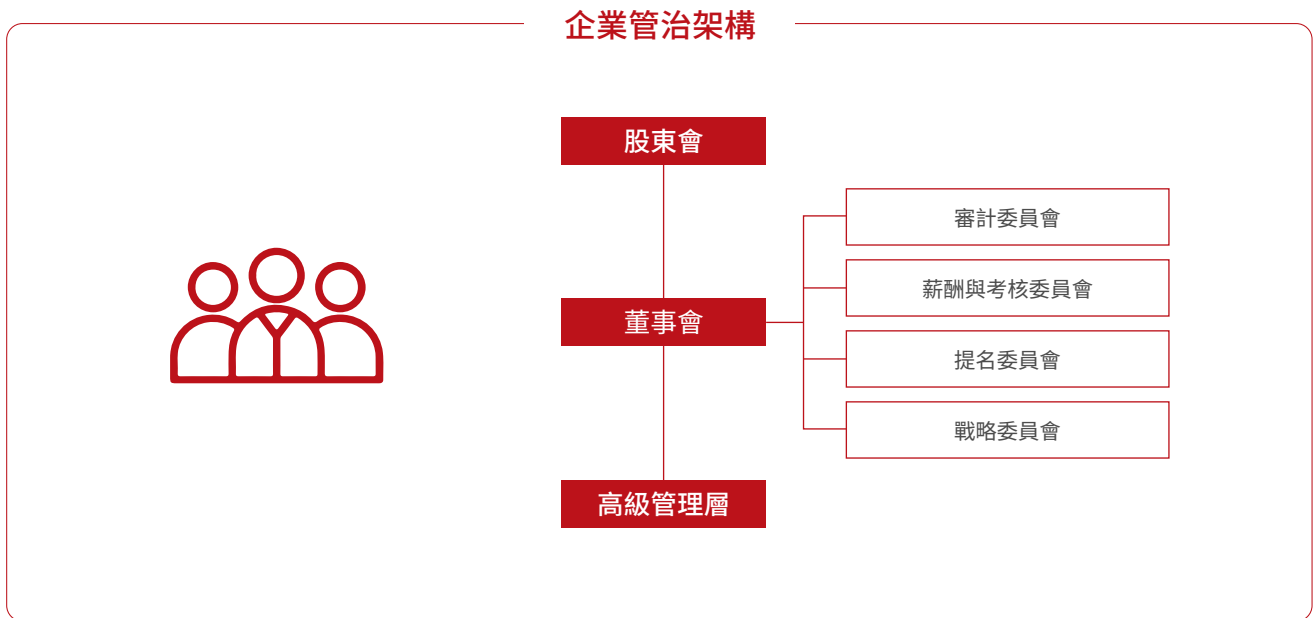 企業管治架構
股東會
董事會
高級管理層
審計委員會
薪酬與考核委員會
提名委員會
戰略委員會